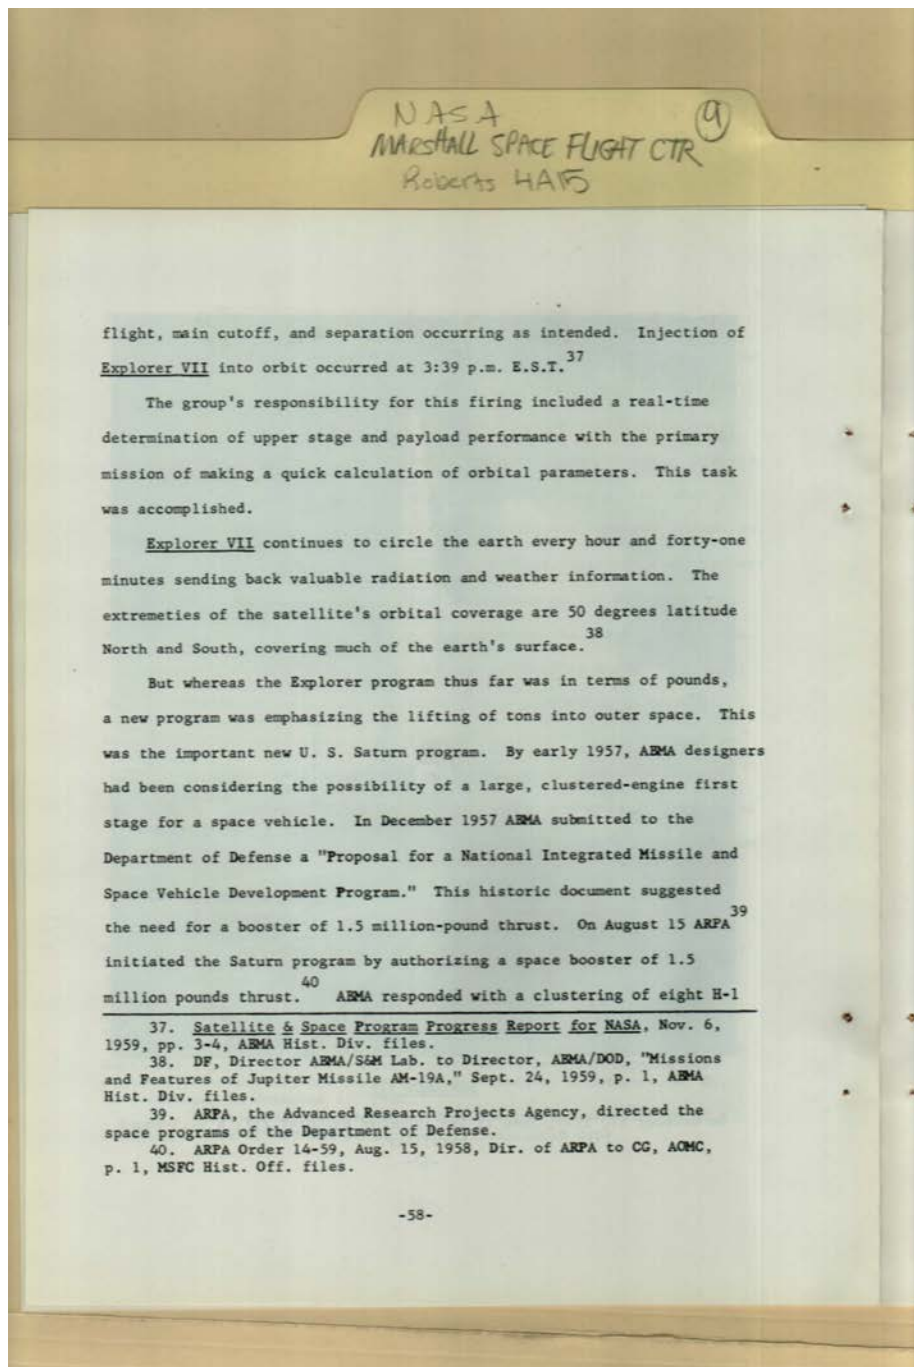 NASA 9
MARSHALL SPACE FLIGHT CTR
Roberts 4A15
flight, main cutoff, and separation occurring as intended. Injection of
Explorer VII into orbit occurred at 3:39 p.m. E.S.T.37
The group's responsibility for this firing included a real-time
determination of upper stage and payload performance with the primary
mission of making a quick calculation of orbital parameters. This task
was accomplished.
Explorer VII continues to circle the earth every hour and forty-one
minutes sending back valuable radiation and weather information. The
extremeties of the satellite's orbital coverage are 50 degrees latitude
North and South, covering much of the earth's surface.38
But whereas the Explorer program thus far was in terms of pounds,
a new program was emphasizing the lifting of tons into outer space. This
was the important new U. S. Saturn program. By early 1957, ABMA designers
had been considering the possibility of a large, clustered-engine first
stage for a space vehicle. In December 1957 ABMA submitted to the
Department of Defense a "Proposal for a National Integrated Missile and
Space Vehicle Development Program." This historic document suggested
the need for a booster of 1.5 million-pound thrust. On August 15 ARPA39
initiated the Saturn program by authorizing a space booster of 1.5
million pounds thrust.40 ABMA responded with a clustering of eight H-1
37. Satellite & Space Program Progress Report for NASA, Nov. 6,
1959, pp. 3-4, ABMA Hist. Div. files.
38. DF, Director ABMA/S&M Lab. to Director, ABMA/DOD, "Missions
and Features of Jupiter Missile AM-19A," Sept. 24, 1959, p. 1, ABMA
Hist. Div. files.
39. ARPA, the Advanced Research Projects Agency, directed the
space programs of the Department of Defense.
40. ARPA Order 14-59, Aug. 15, 1958, Dir. of ARPA to CG, AOMC,
p. 1, MSFC Hist. Off. files.
-58-